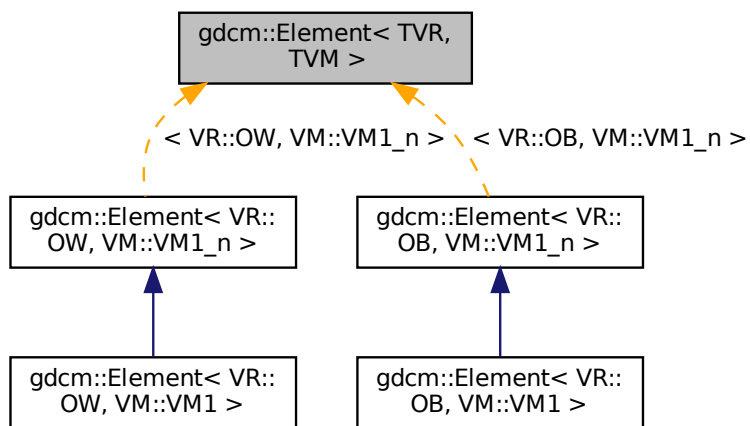 gdcm::Element< TVR,
TVM >
< VR::OW, VM::VM1_n >
< VR::OB, VM::VM1_n >
gdcm::Element< VR::
OW, VM::VM1_n >
gdcm::Element< VR::
OB, VM::VM1_n >
gdcm::Element< VR::
OW, VM::VM1 >
gdcm::Element< VR::
OB, VM::VM1 >